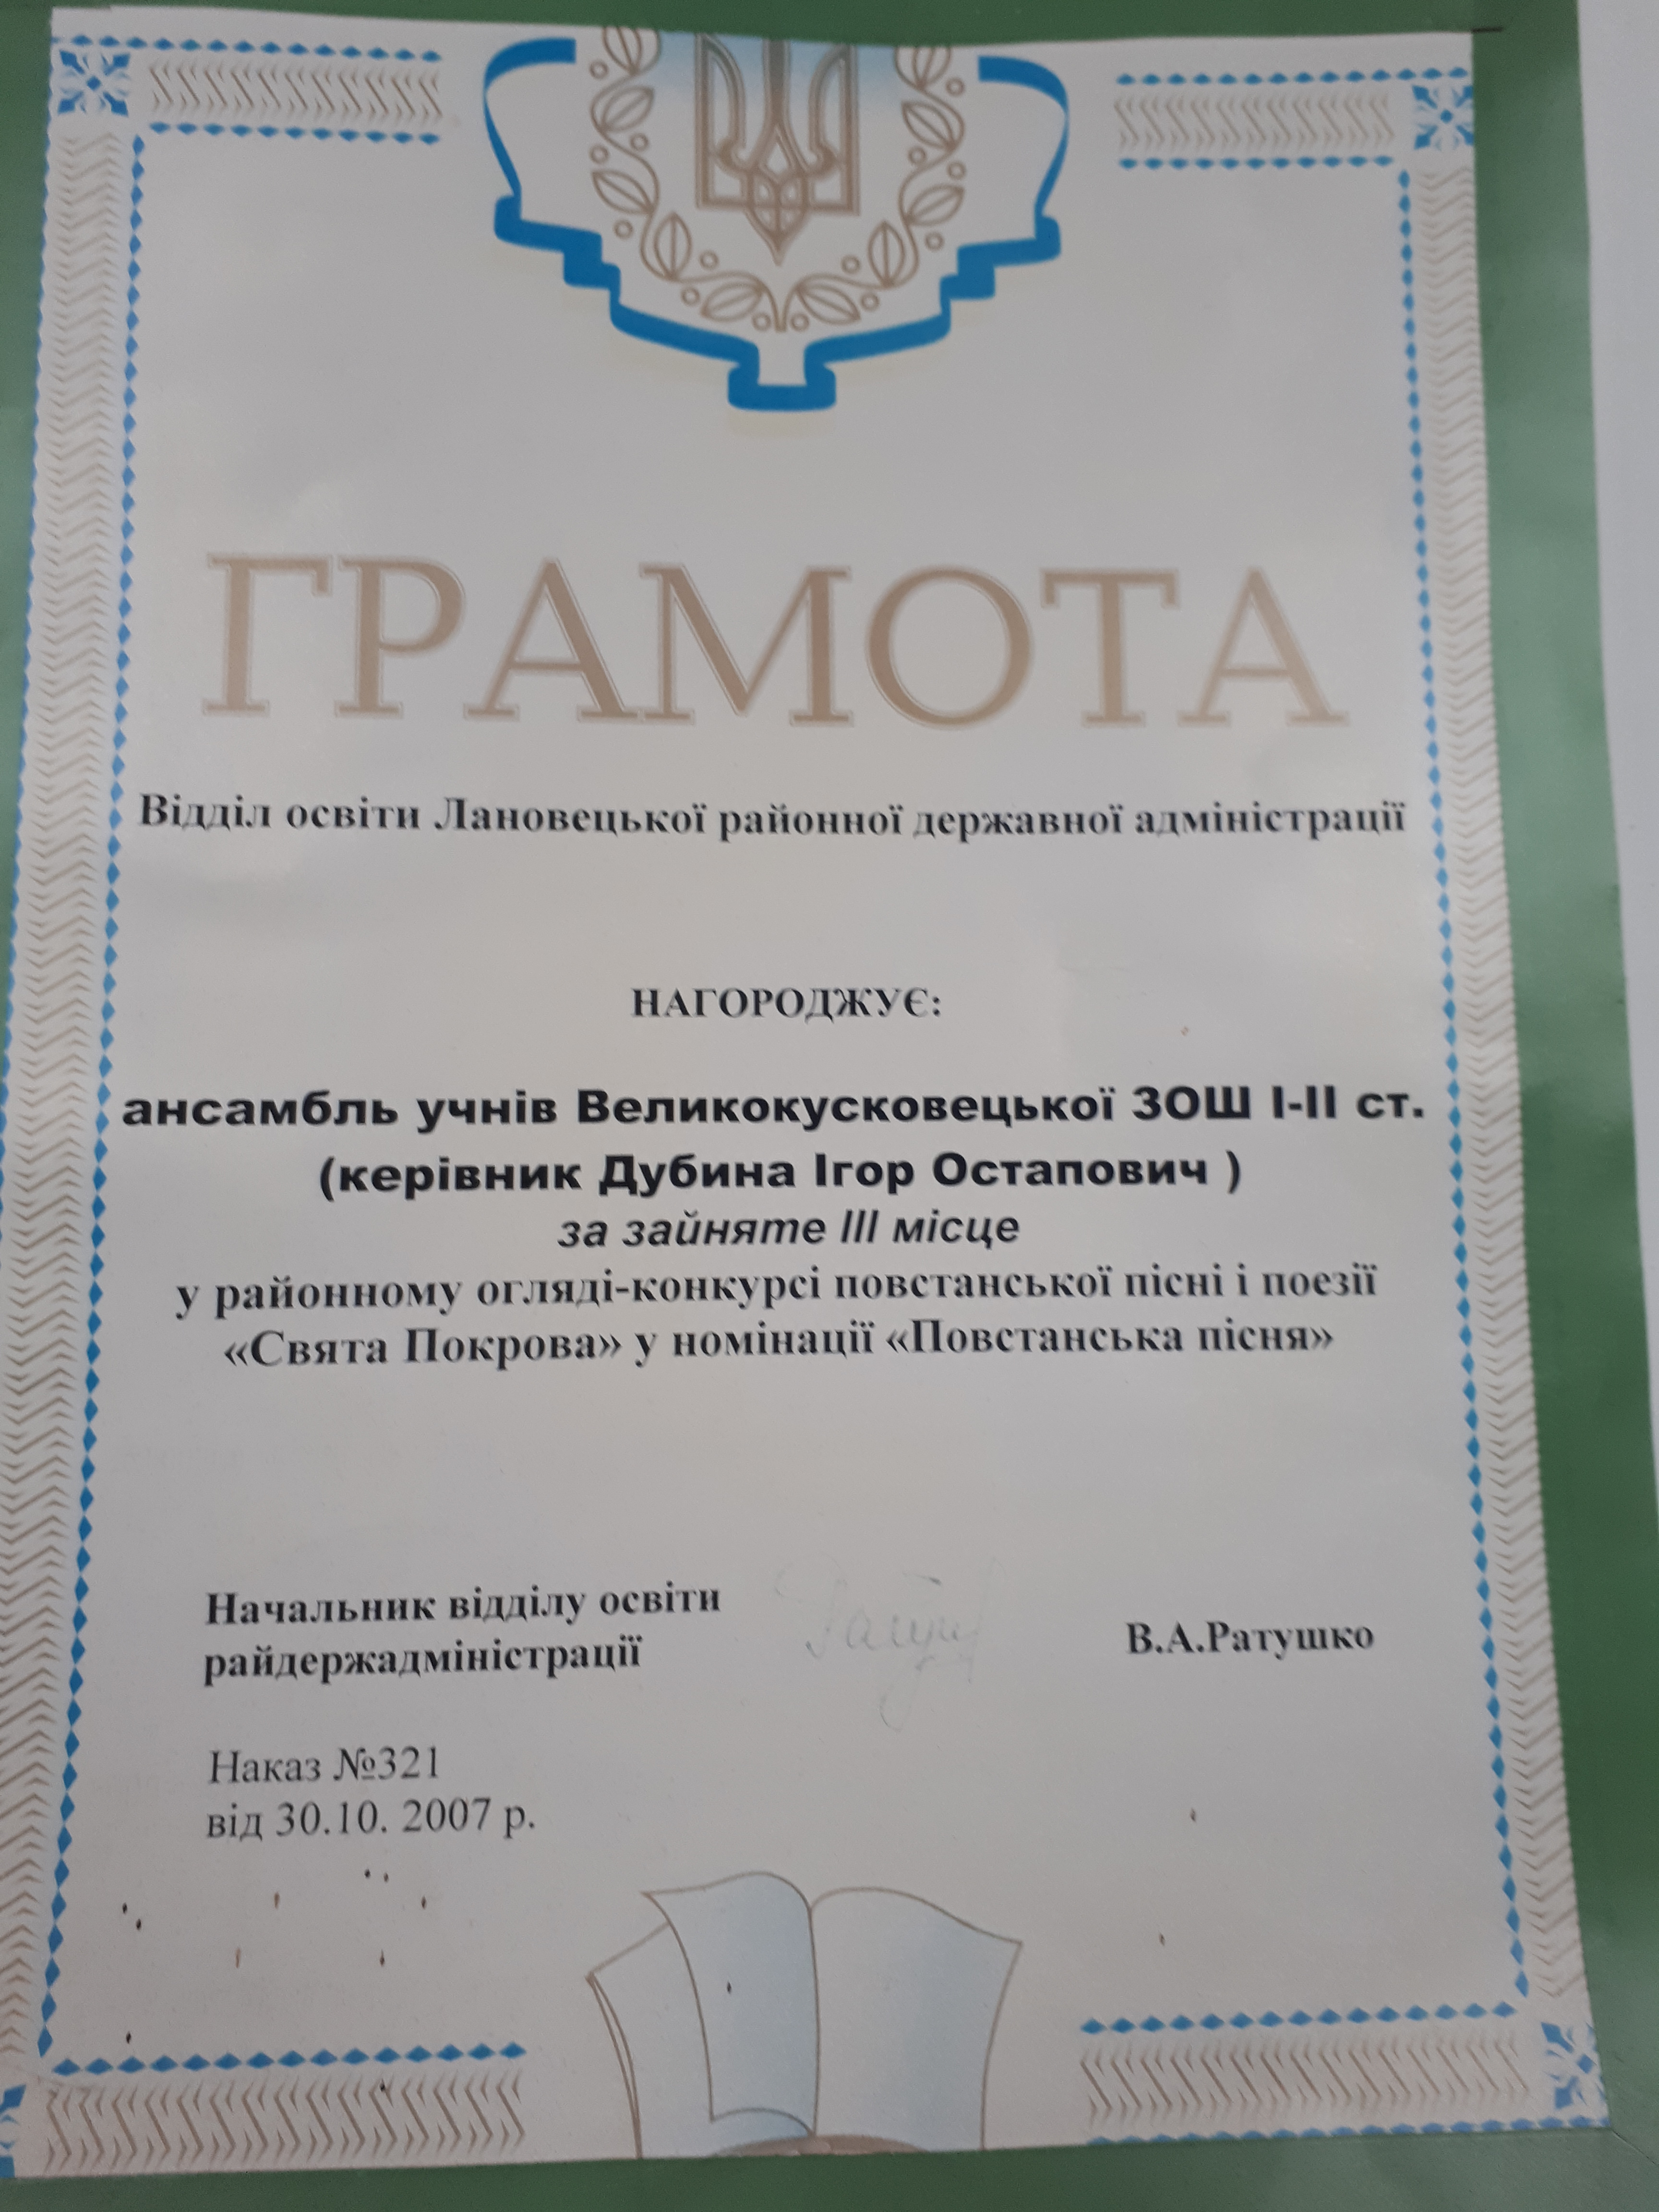 ГРАМОТА
Відділ освіти Лановецької районної державної адміністрації
НАГОРОДЖУЄ:
ансамбль учнів Великокусковецької ЗОШ І-ІІ ст.
(керівник Дубина Ігор Остапович )
за зайняте ІІІ місце
у районному огляді-конкурсі повстанської пісні і поезії
«Свята Покрова» у номінації «Повстанська пісня»
Начальник відділу освіти
райдержадміністрації
В.А.Ратушко
Наказ №321
від 30.10. 2007 р.